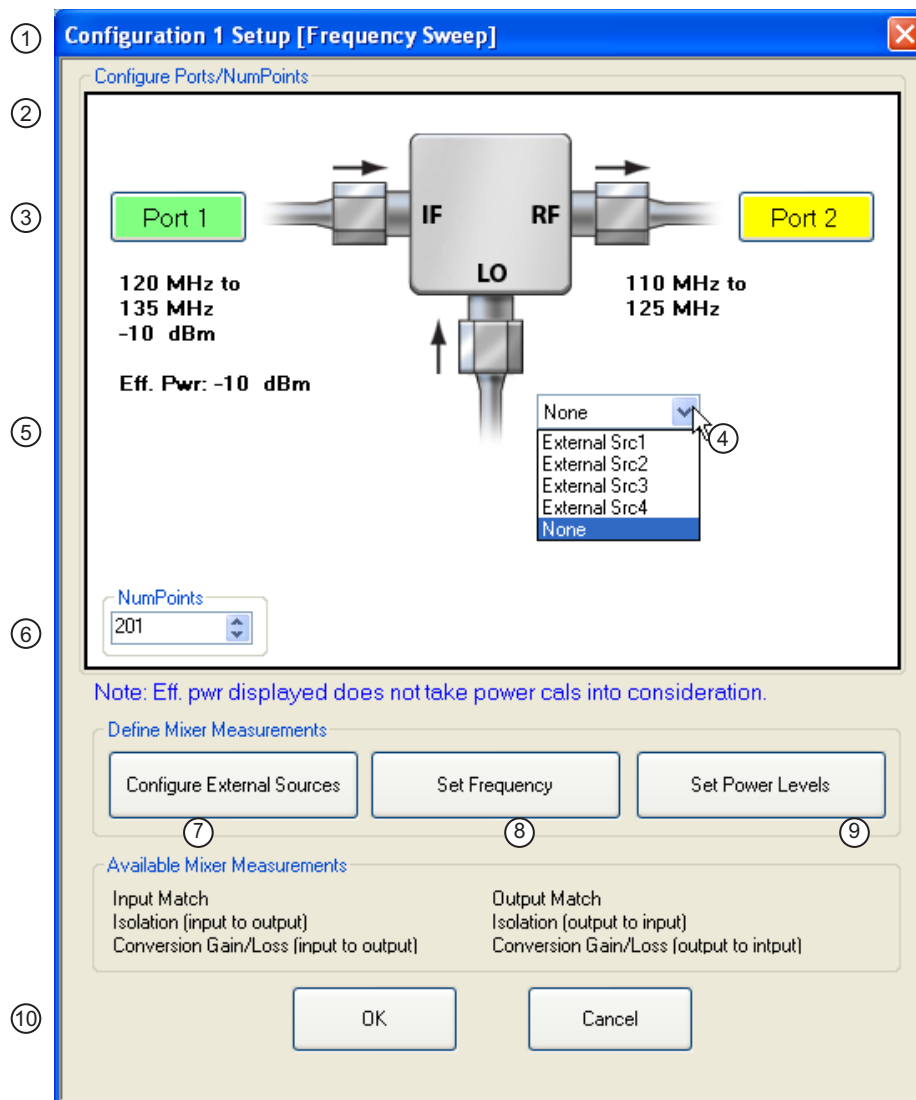 ① Configuration 1 Setup [Frequency Sweep]
Configure Ports/NumPoints
②
③ Port 1 IF RF Port 2
LO
120 MHz to
135 MHz
-10 dBm
Eff. Pwr: -10 dBm
110 MHz to
125 MHz
⑤
None
④
External Src1
External Src2
External Src3
External Src4
None
NumPoints
⑥ 201
Note: Eff. pwr displayed does not take power cals into consideration.
Define Mixer Measurements
Configure External Sources Set Frequency Set Power Levels
⑦ ⑧ ⑨
Available Mixer Measurements
Input Match
Isolation (input to output)
Conversion Gain/Loss (input to output)
Output Match
Isolation (output to input)
Conversion Gain/Loss (output to intput)
⑩ OK Cancel